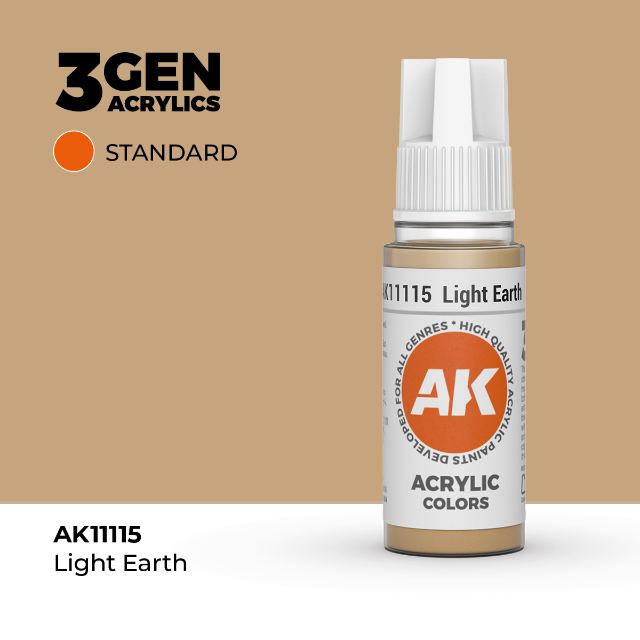 3GEN
ACRYLICS
STANDARD
AK11115 Light Earth
DEVELOPED FOR ALL GENRES * HIGH QUALITY ACRYLIC PAINTS
AK
ACRYLIC
COLORS
AK11115
Light Earth